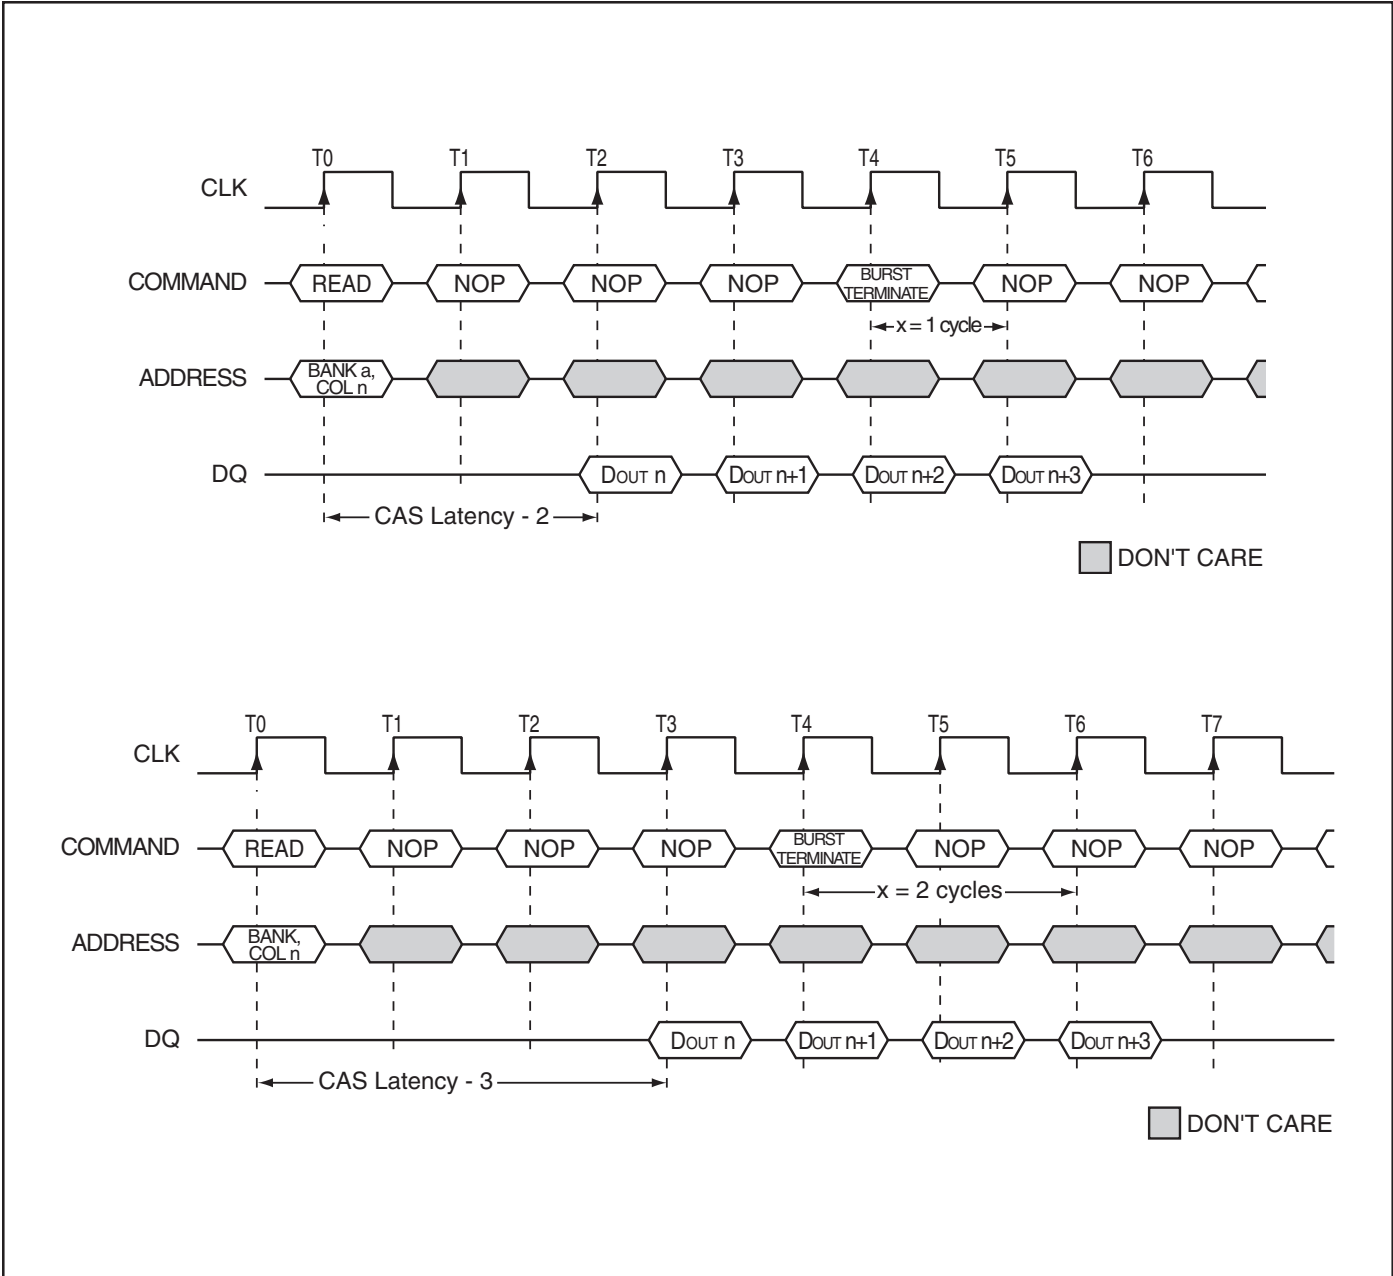 T0 T1 T2 T3 T4 T5 T6
CLK
COMMAND READ NOP NOP NOP BURST TERMINATE NOP NOP
x = 1 cycle
ADDRESS BANK a, COL n
DQ DOUT n DOUT n+1 DOUT n+2 DOUT n+3
CAS Latency - 2
DON'T CARE
T0 T1 T2 T3 T4 T5 T6 T7
CLK
COMMAND READ NOP NOP NOP BURST TERMINATE NOP NOP NOP
x = 2 cycles
ADDRESS BANK, COL n
DQ DOUT n DOUT n+1 DOUT n+2 DOUT n+3
CAS Latency - 3
DON'T CARE